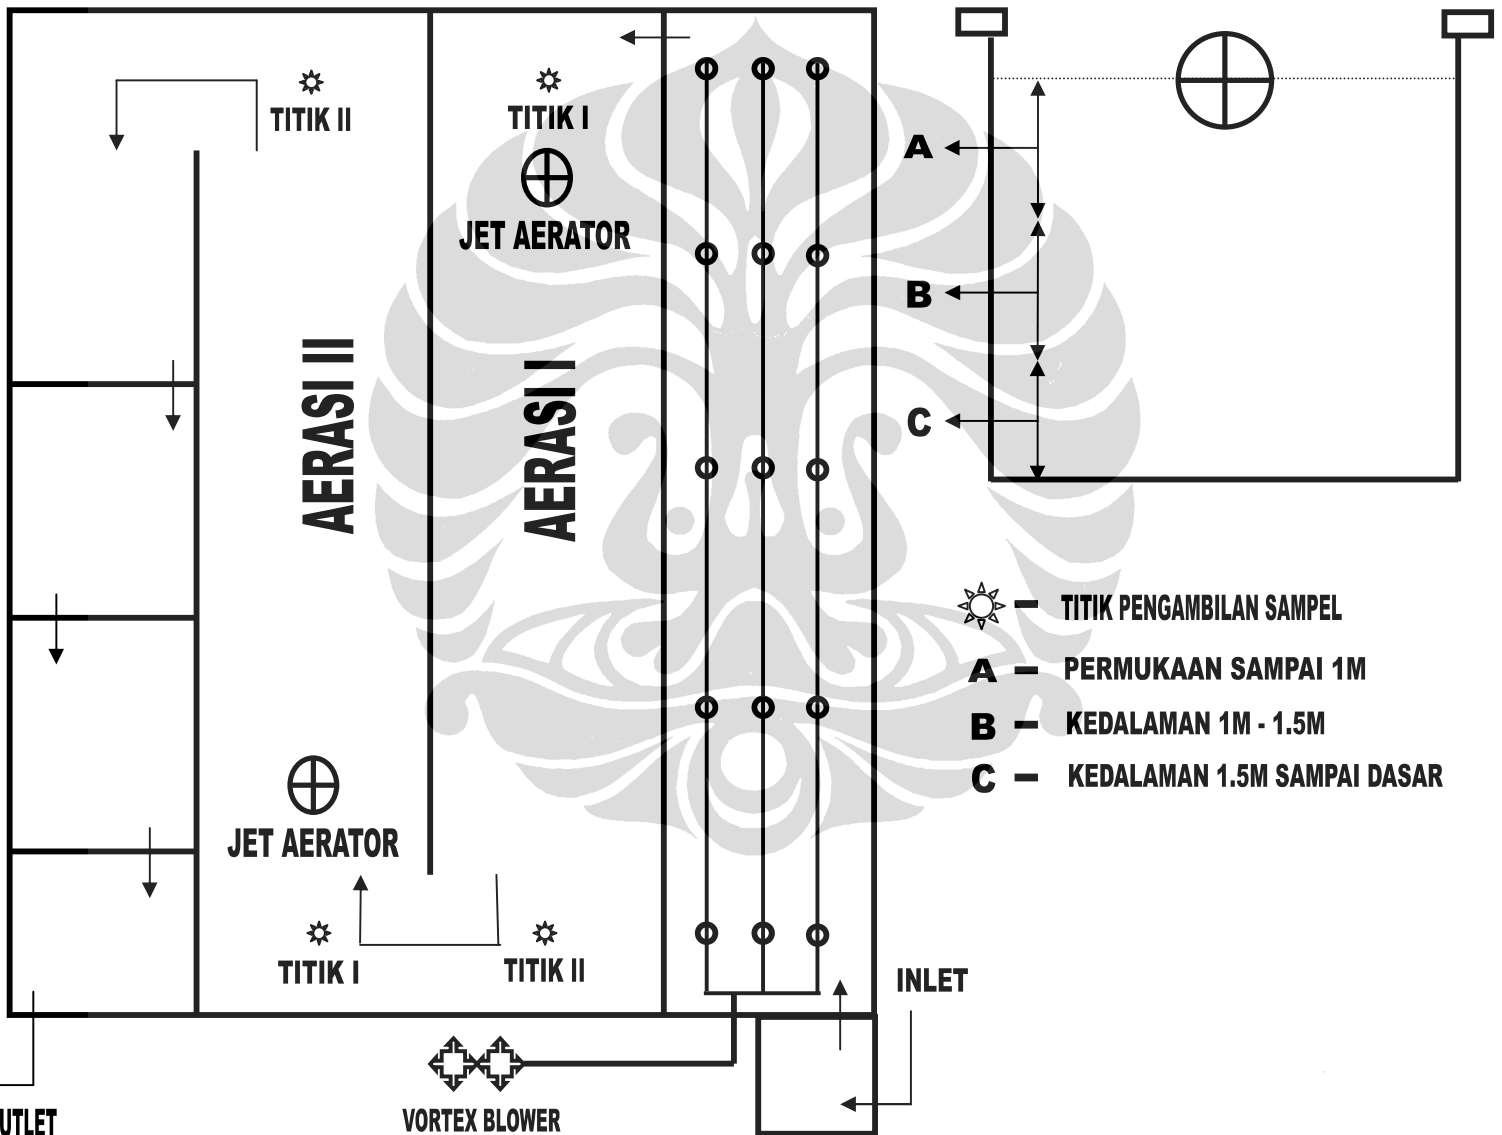 TITIK II
TITIK I
JET AERATOR
AERASI II
AERASI I
JET AERATOR
TITIK I
TITIK II
UTLET
VORTEX BLOWER
INLET
A
B
C
– TITIK PENGAMBILAN SAMPEL
A – PERMUKAAN SAMPAI 1M
B – KEDALAMAN 1M - 1.5M
C – KEDALAMAN 1.5M SAMPAI DASAR